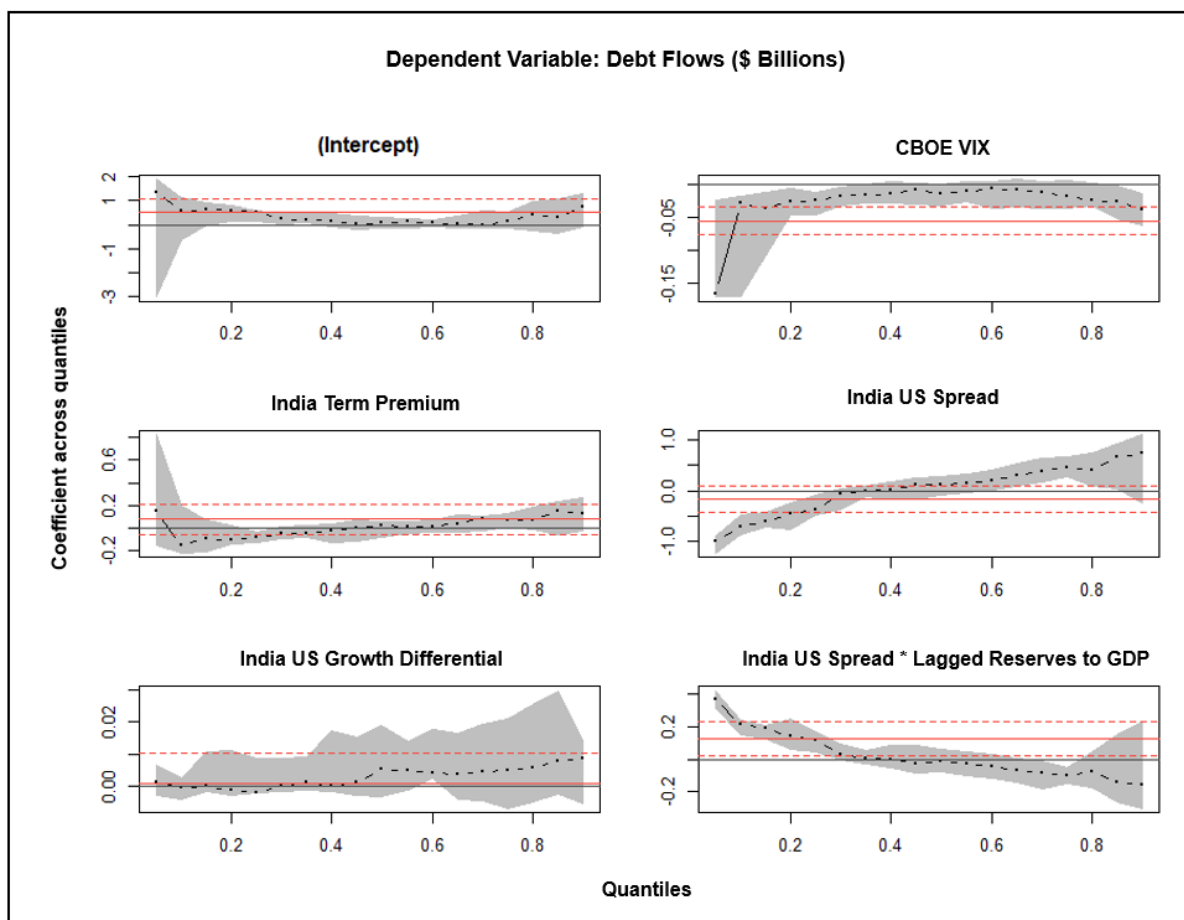 Dependent Variable: Debt Flows ($ Billions)
(Intercept)
2
1
-1
-3
0.2 0.4 0.6 0.8
CBOE VIX
-0.05
-0.15
0.2 0.4 0.6 0.8
Coefficient across quantiles
India Term Premium
0.6
0.2
-0.2
0.2 0.4 0.6 0.8
India US Spread
1.0
0.0
-1.0
0.2 0.4 0.6 0.8
India US Growth Differential
0.02
0.00
0.2 0.4 0.6 0.8
India US Spread * Lagged Reserves to GDP
0.2
-0.2
0.2 0.4 0.6 0.8
Quantiles